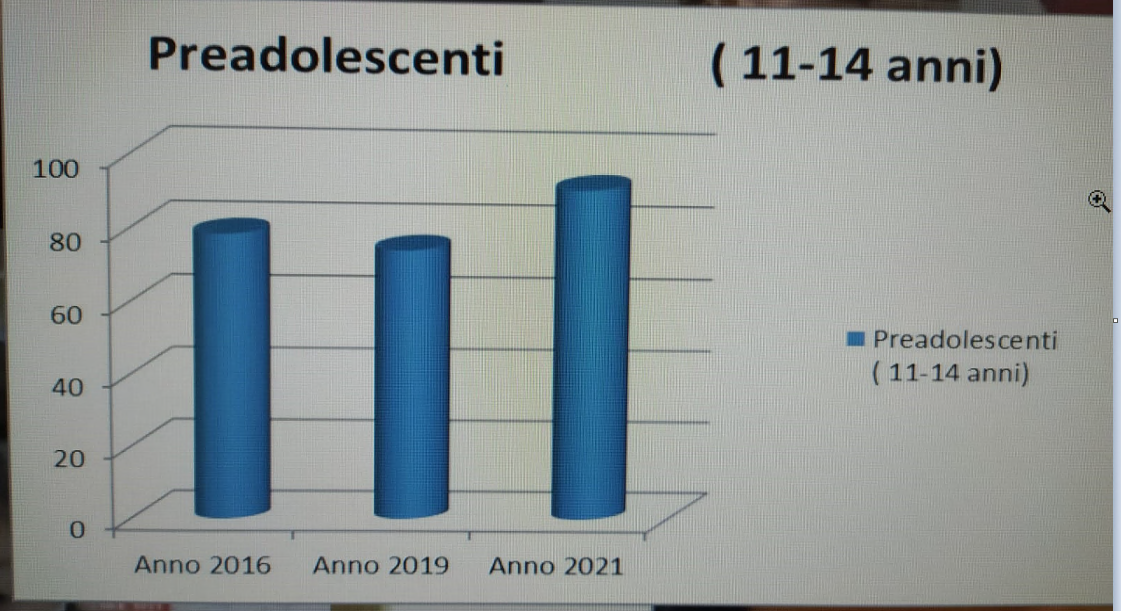 Preadolescenti ( 11-14 anni)
100
80
60
40
20
0
Anno 2016 Anno 2019 Anno 2021
Preadolescenti
( 11-14 anni)